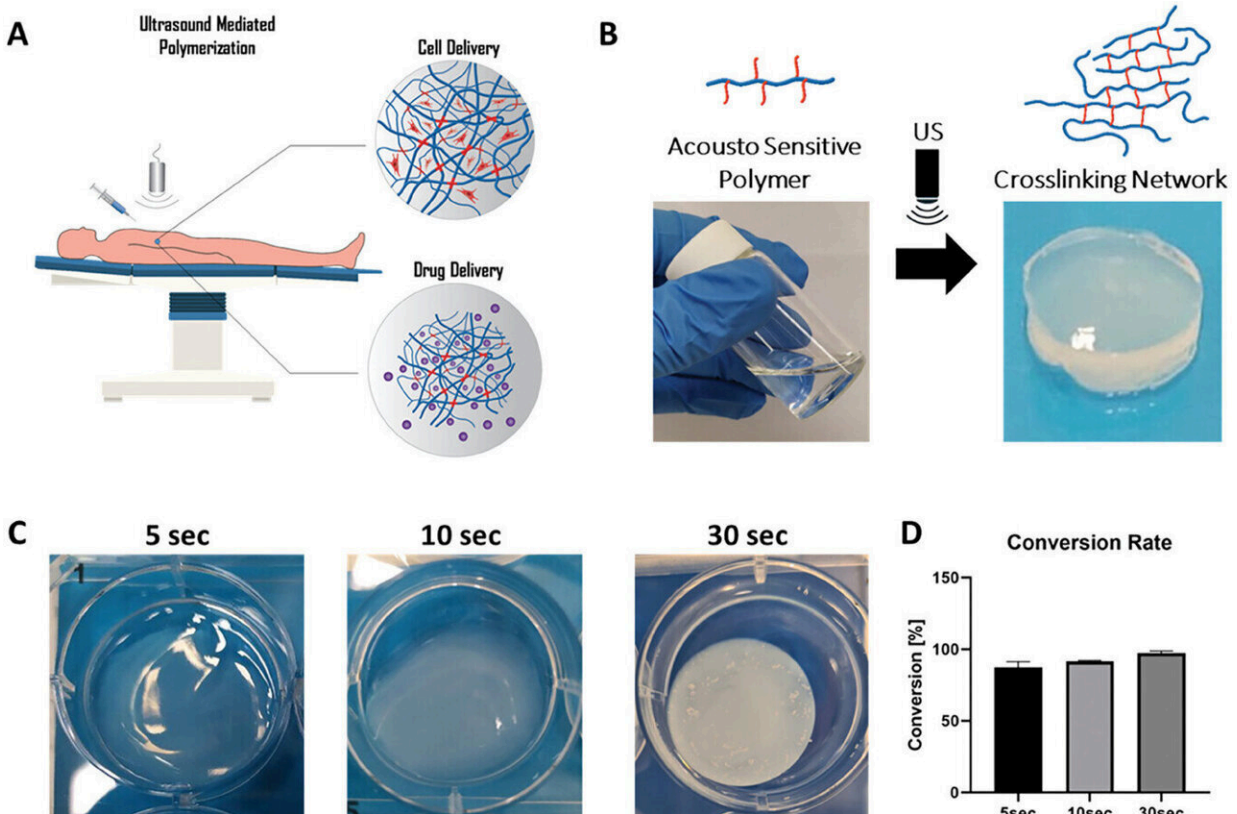 A
Ultrasound Mediated
Polymerization
Cell Delivery
Drug Delivery
B
Acousto Sensitive
Polymer
US
Crosslinking Network
C
5 sec
10 sec
30 sec
D
Conversion Rate
Conversion [%]
150
100
50
0
5sec
10sec
30sec